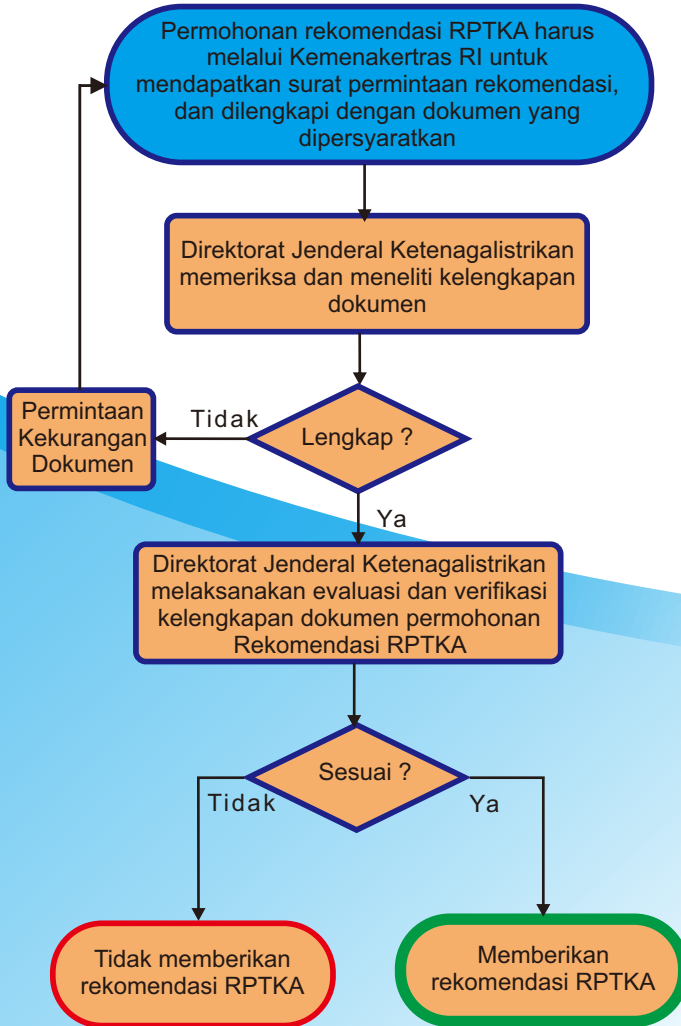 Permohonan rekomendasi RPTKA harus
melalui Kemenakertras RI untuk
mendapatkan surat permintaan rekomendasi,
dan dilengkapi dengan dokumen yang
dipersyaratkan
Direktorat Jenderal Ketenagalistrikan
memeriksa dan meneliti kelengkapan
dokumen
Lengkap ?
Tidak
Permintaan
Kekurangan
Dokumen
Ya
Direktorat Jenderal Ketenagalistrikan
melaksanakan evaluasi dan verifikasi
kelengkapan dokumen permohonan
Rekomendasi RPTKA
Sesuai ?
Tidak
Ya
Tidak memberikan
rekomendasi RPTKA
Memberikan
rekomendasi RPTKA